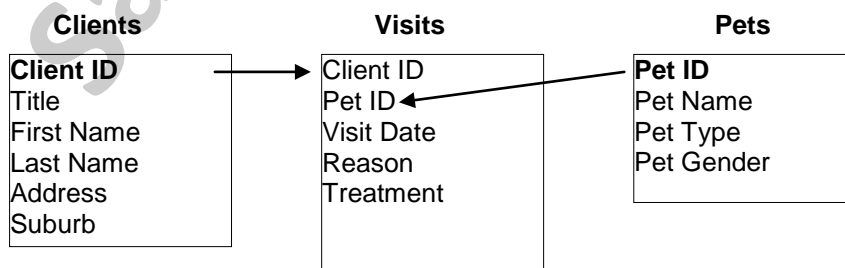 Clients
Client ID
Title
First Name
Last Name
Address
Suburb
Visits
Client ID
Pet ID
Visit Date
Reason
Treatment
Pets
Pet ID
Pet Name
Pet Type
Pet Gender